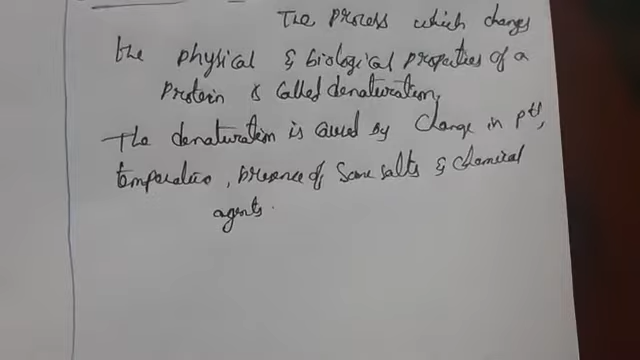 The process which changes
the physical & biological properties of a
protein is called denaturation,
The denaturation is caused by change in pH,
temperature, presence of some salts & chemical
agents.